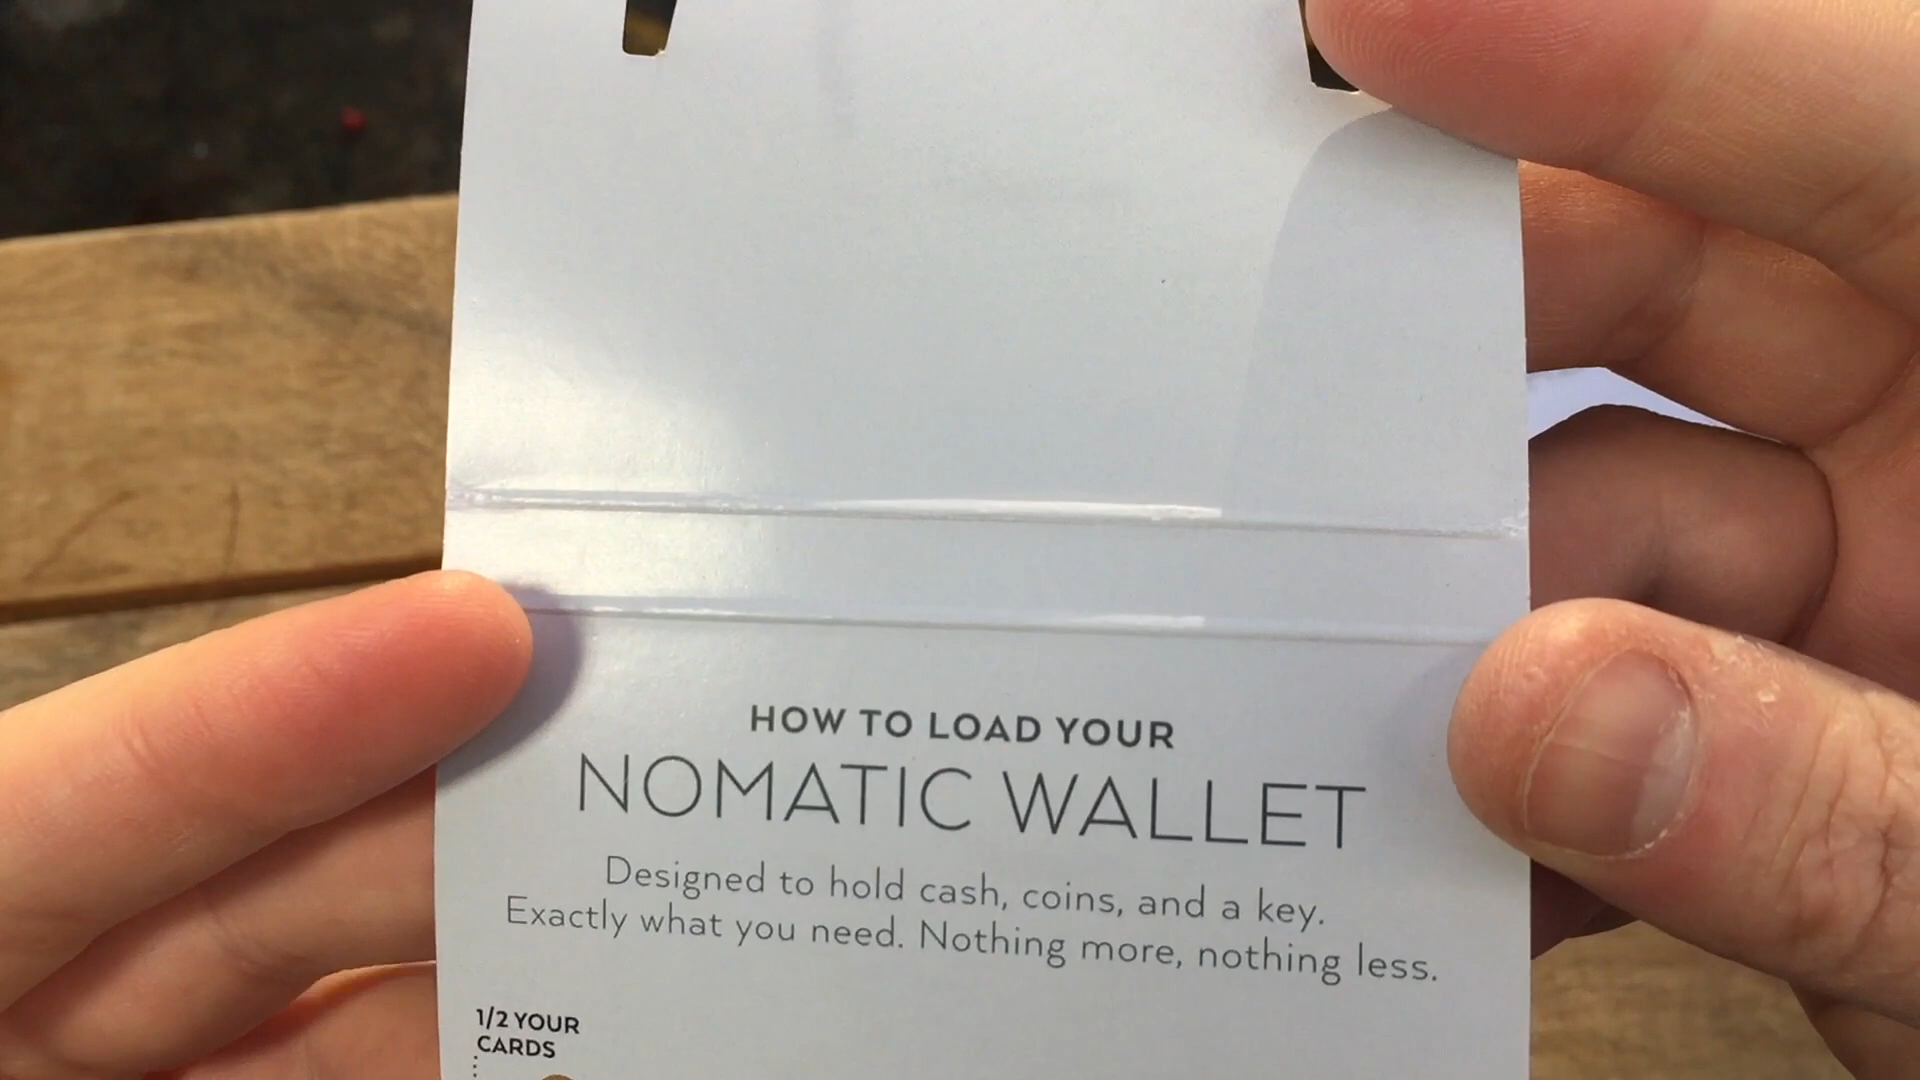 HOW TO LOAD YOUR
NOMATIC WALLET
Designed to hold cash, coins, and a key.
Exactly what you need. Nothing more, nothing less.
1/2 YOUR
CARDS